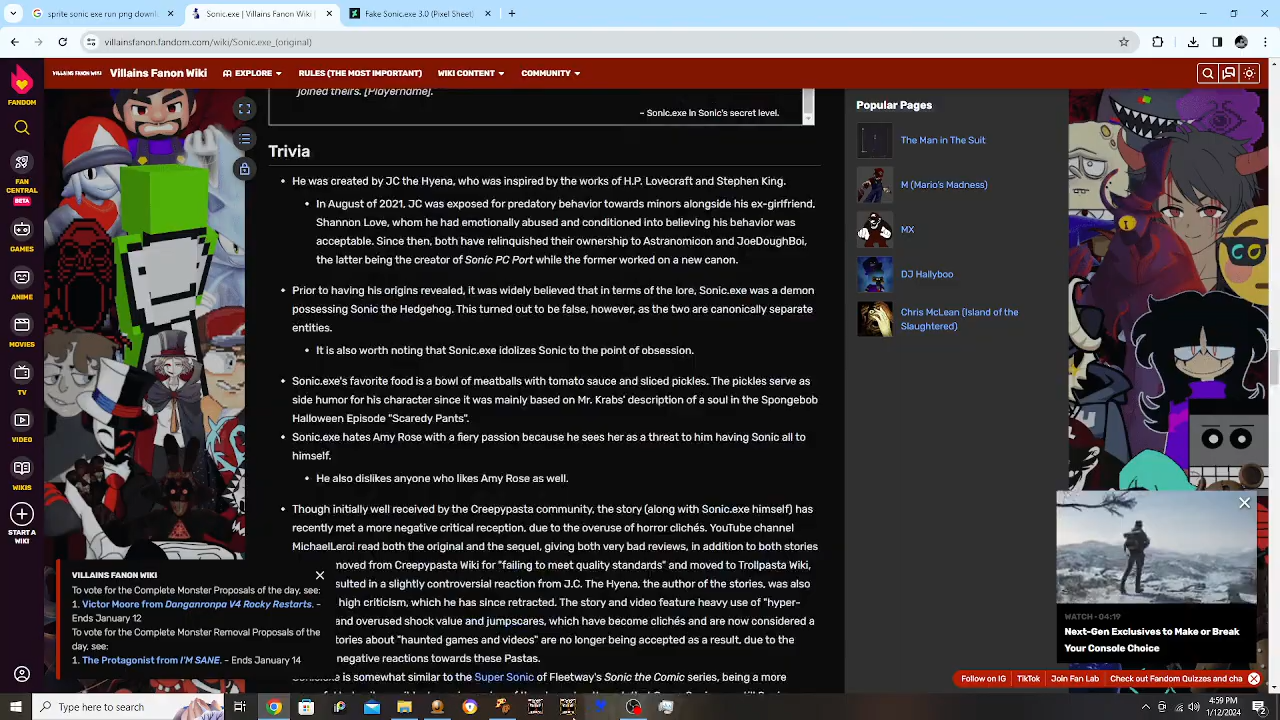 spv downl
Sonic.exe (original) | Villains Fan
Fake Sonic.exe 3.0 (Pixel Sheet)
villains.fandom.com/wiki/Sonic.exe_(original)
FANDOM
VILLAINS FANON WIKI
Villains Fanon Wiki
EXPLORE
RULES (THE MOST IMPORTANT)
WIKI CONTENT
COMMUNITY
joined theirs. [Playername].
~ Sonic.exe in Sonic's secret level.
Trivia
• He was created by JC the Hyena, who was inspired by the works of H.P. Lovecraft and Stephen King.
• In August of 2021, JC was exposed for predatory behavior towards minors alongside his ex-girlfriend,
Shannon Love, whom he had emotionally abused and conditioned into believing his behavior was
acceptable. Since then, both have relinquished their ownership to Astranomicon and JoeDoughBoi,
the latter being the creator of Sonic PC Port while the former worked on a new canon.
• Prior to having his origins revealed, it was widely believed that in terms of the lore, Sonic.exe was a demon
possessing Sonic the Hedgehog. This turned out to be false, however, as the two are canonically separate
entities.
• It is also worth noting that Sonic.exe idolizes Sonic to the point of obsession.
• Sonic.exe's favorite food is a bowl of meatballs with tomato sauce and sliced pickles. The pickles serve as
side humor for his character since it was mainly based on Mr. Krabs' description of a soul in the Spongebob
Halloween Episode "Scaredy Pants".
• Sonic.exe hates Amy Rose with a fiery passion because he sees her as a threat to him having Sonic all to
himself.
• He also dislikes anyone who likes Amy Rose as well.
• Though initially well received by the Creepypasta community, the story (along with Sonic.exe himself) has
recently met a more negative critical reception, due to the overuse of horror clichés. YouTube channel
MichaelLeroi read both the original and the sequel, giving both very bad reviews, in addition to both stories
moved from Creepypasta Wiki for "failing to meet quality standards" and moved to Trollpasta Wiki,
sulted in a slightly controversial reaction from J.C. The Hyena, the author of the stories, was also
high criticism, which he has since retracted. The story and video feature heavy use of "hyper-
and overused stock various and jumpscares, which have become clichés and are now considered a
tories about "haunted games and videos" are no longer being accepted as a result, due to the
negative reactions towards these Pastas.
Super Sonic of Fleetway's Sonic the Comic series, being a more
Popular Pages
The Man in The Suit
M (Mario's Madness)
MX
DJ Hallyboo
Chris McLean (Island of the
Slaughtered)
FAN
CENTRAL
BETA
GAMES
ANIME
MOVIES
TV
VIDEO
WIKIS
START A
WIKI
VILLAINS FANON WIKI
To vote for the Complete Monster Proposals of the day, see:
1. Victor Moore from Danganronpa V4 Rocky Restarts. -
Ends January 12
To vote for the Complete Monster Removal Proposals of the
day, see:
1. The Protagonist from I'M SANE. - Ends January 14
WATCH • 04:19
Next-Gen Exclusives to Make or Break
Your Console Choice
Follow on IG
TikTok
Join Fan Lab
Check out Fandom Quizzes and cha
Type here to search
4:59 PM
1/12/2024